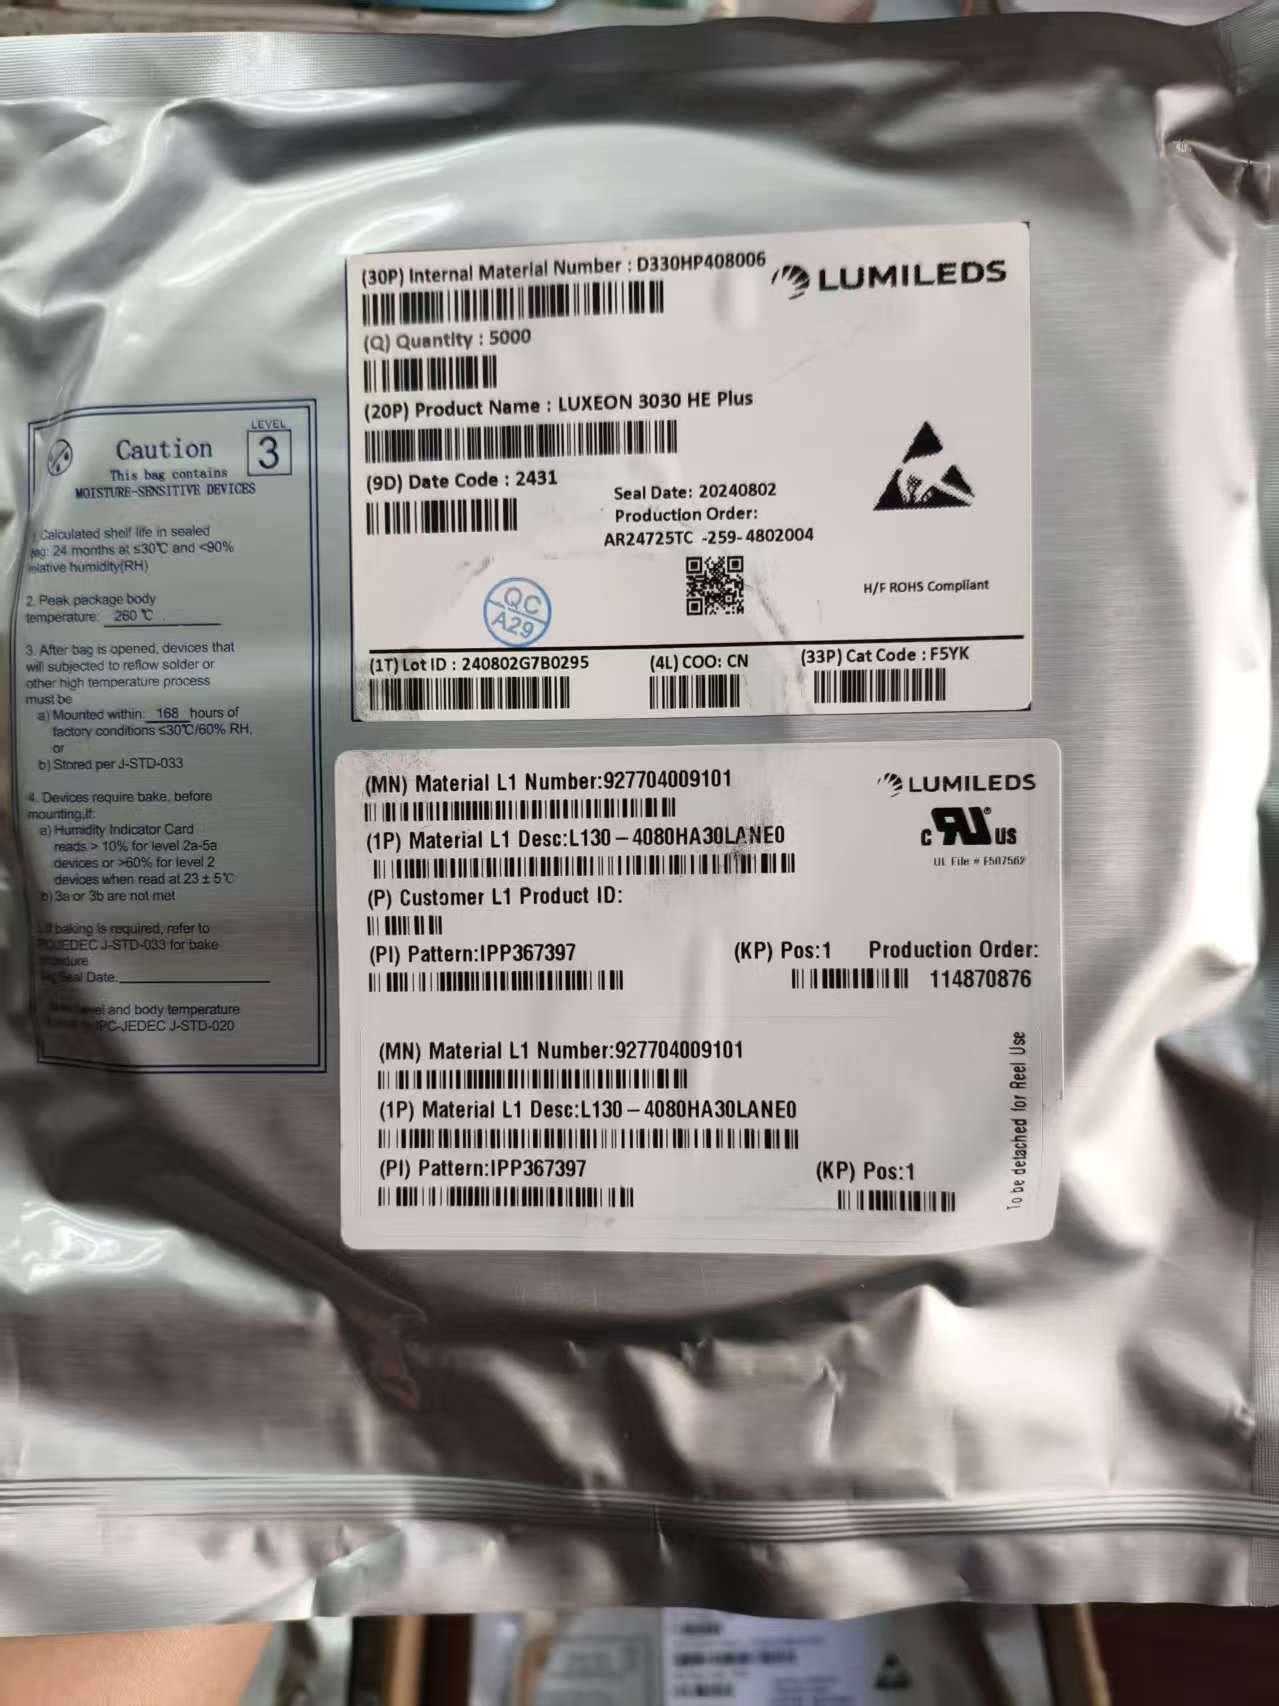 (30P) Internal Material Number : D330HP408006
LUMILEDS
(Q) Quantity : 5000
(20P) Product Name : LUXEON 3030 HE Plus
(9D) Date Code : 2431
Seal Date: 20240802
Production Order:
AR24725TC -259-4802004
H/F ROHS Compliant
QC
A29
(1T) Lot ID : 240802G7B0295
(4L) COO: CN
(33P) Cat Code : F5YK
LEVEL
3
Caution
This bag contains
MOISTURE-SENSITIVE DEVICES
Calculated shelf life in sealed
24 months at ≤30℃ and <90%
relative humidity(RH)
2. Peak package body
temperature: 260 ℃
3. After bag is opened, devices that
will subjected to reflow solder or
other high temperature process
must be
a) Mounted within: 168 hours of
factory conditions ≤30℃/60% RH,
or
b) Stored per J-STD-033
4. Devices require bake, before
mounting,if:
a) Humidity Indicator Card
reads > 10% for level 2a-5a
devices or >60% for level 2
devices when read at 23 ± 5℃
b) 3a or 3b are not met
If baking is required, refer to
JEDEC J-STD-033 for bake
Seal Date:
level and body temperature
IPC-JEDEC J-STD-020
(MN) Material L1 Number:927704009101
LUMILEDS
(1P) Material L1 Desc:L130-4080HA30LANE0
c RU US
UL File # E507562
(P) Customer L1 Product ID:
(PI) Pattern:IPP367397
(KP) Pos:1
Production Order:
114870876
(MN) Material L1 Number:927704009101
(1P) Material L1 Desc:L130-4080HA30LANE0
(PI) Pattern:IPP367397
(KP) Pos:1
To be detached for Reel Use